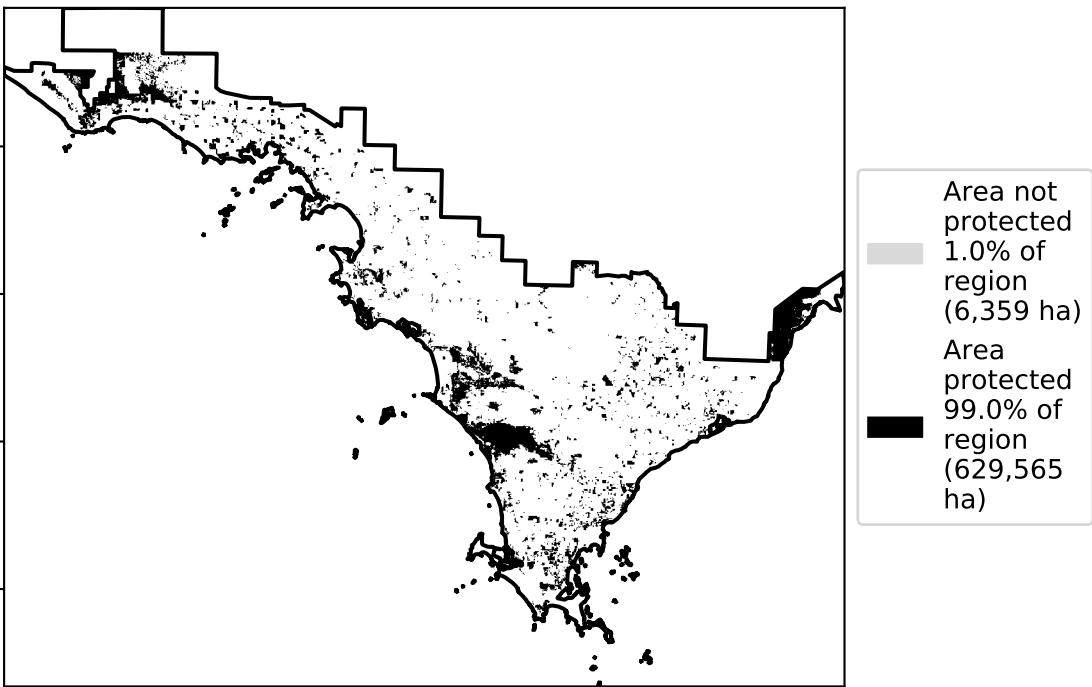 Area not
protected
1.0% of
region
(6,359 ha)
Area
protected
99.0% of
region
(629,565
ha)